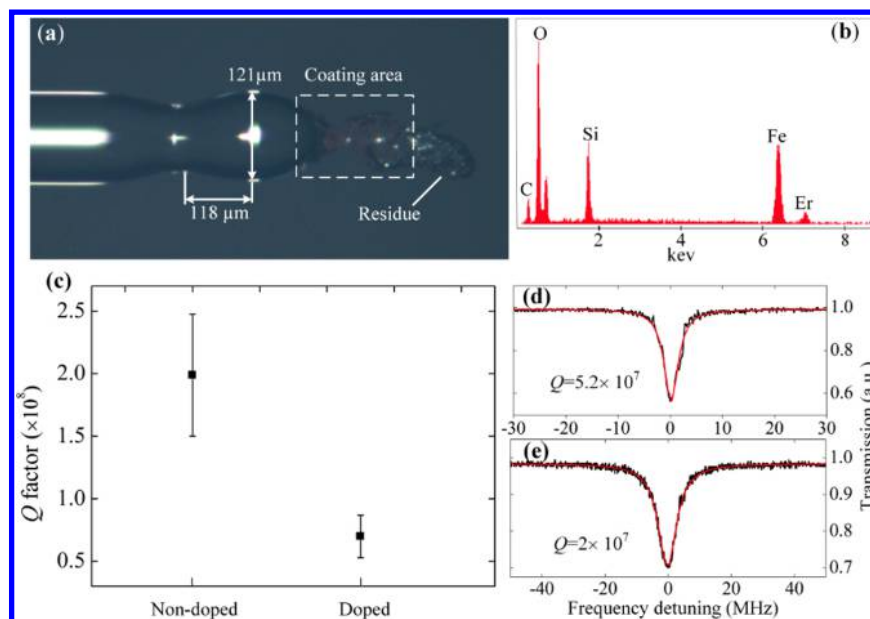 (a)
121μm
Coating area
118 μm
Residue
(b)
O
Si
Fe
C
Er
2 4 6 8
kev
(c)
2.5
2.0
1.5
1.0
0.5
Q factor (×10⁸)
Non-doped Doped
(d)
1.0
0.8
0.6
Q=5.2× 10⁷
-30 -20 -10 0 10 20 30
(e)
1.0
0.9
0.8
0.7
Q=2× 10⁷
-40 -20 0 20 40
Frequency detuning (MHz)
Transmission (a.u.)